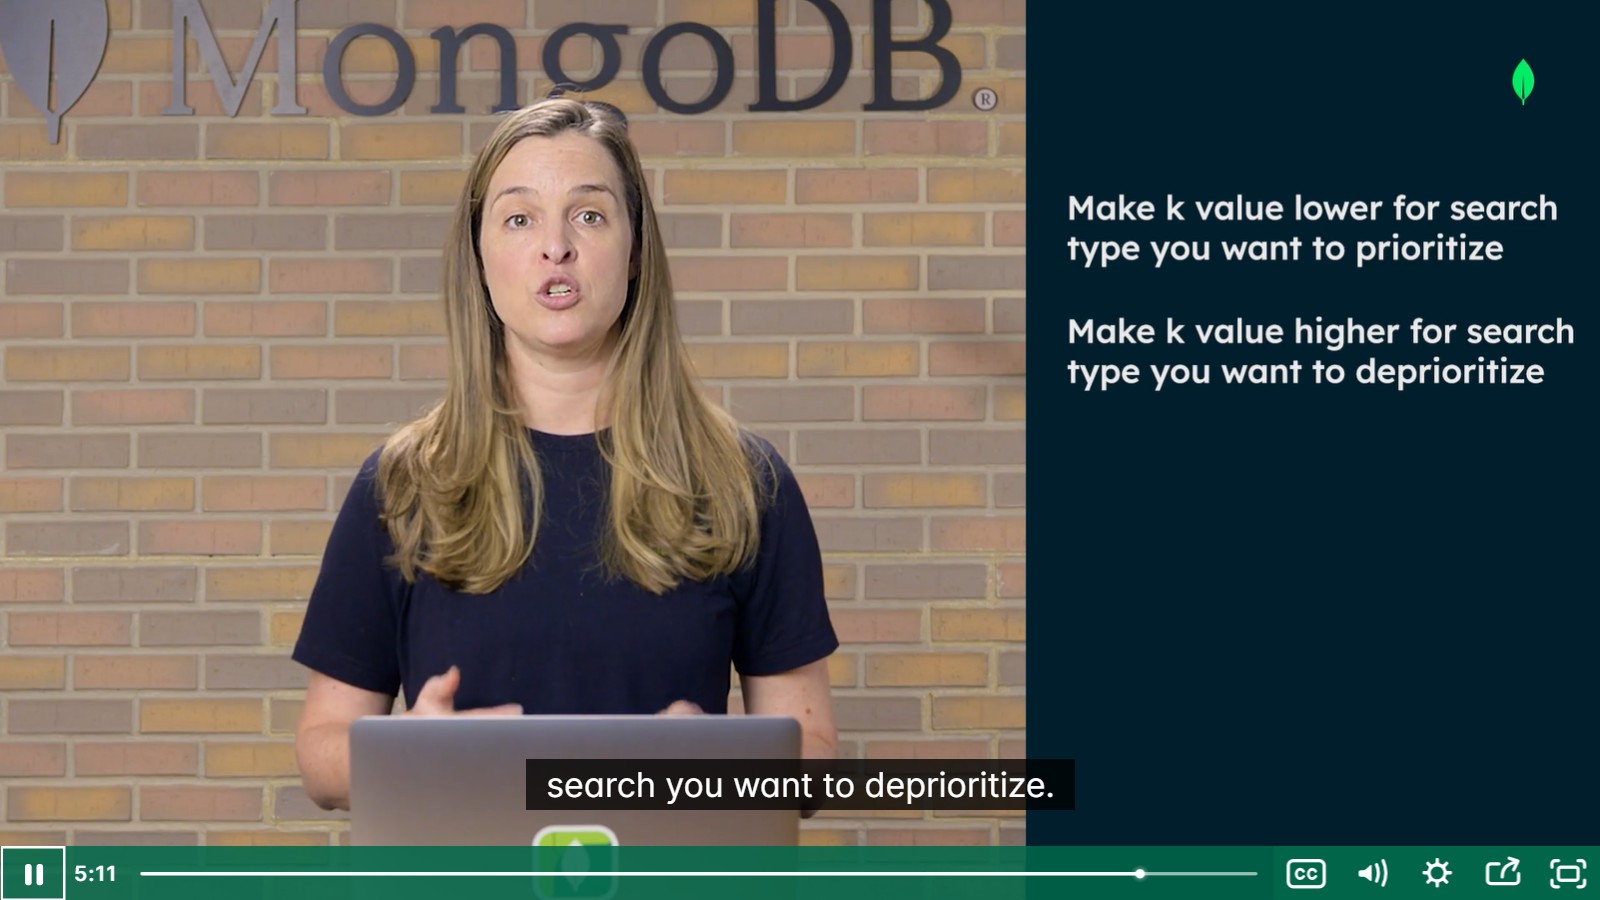 MongoDB®
Make k value lower for search
type you want to prioritize
Make k value higher for search
type you want to deprioritize
search you want to deprioritize.
5:11
CC